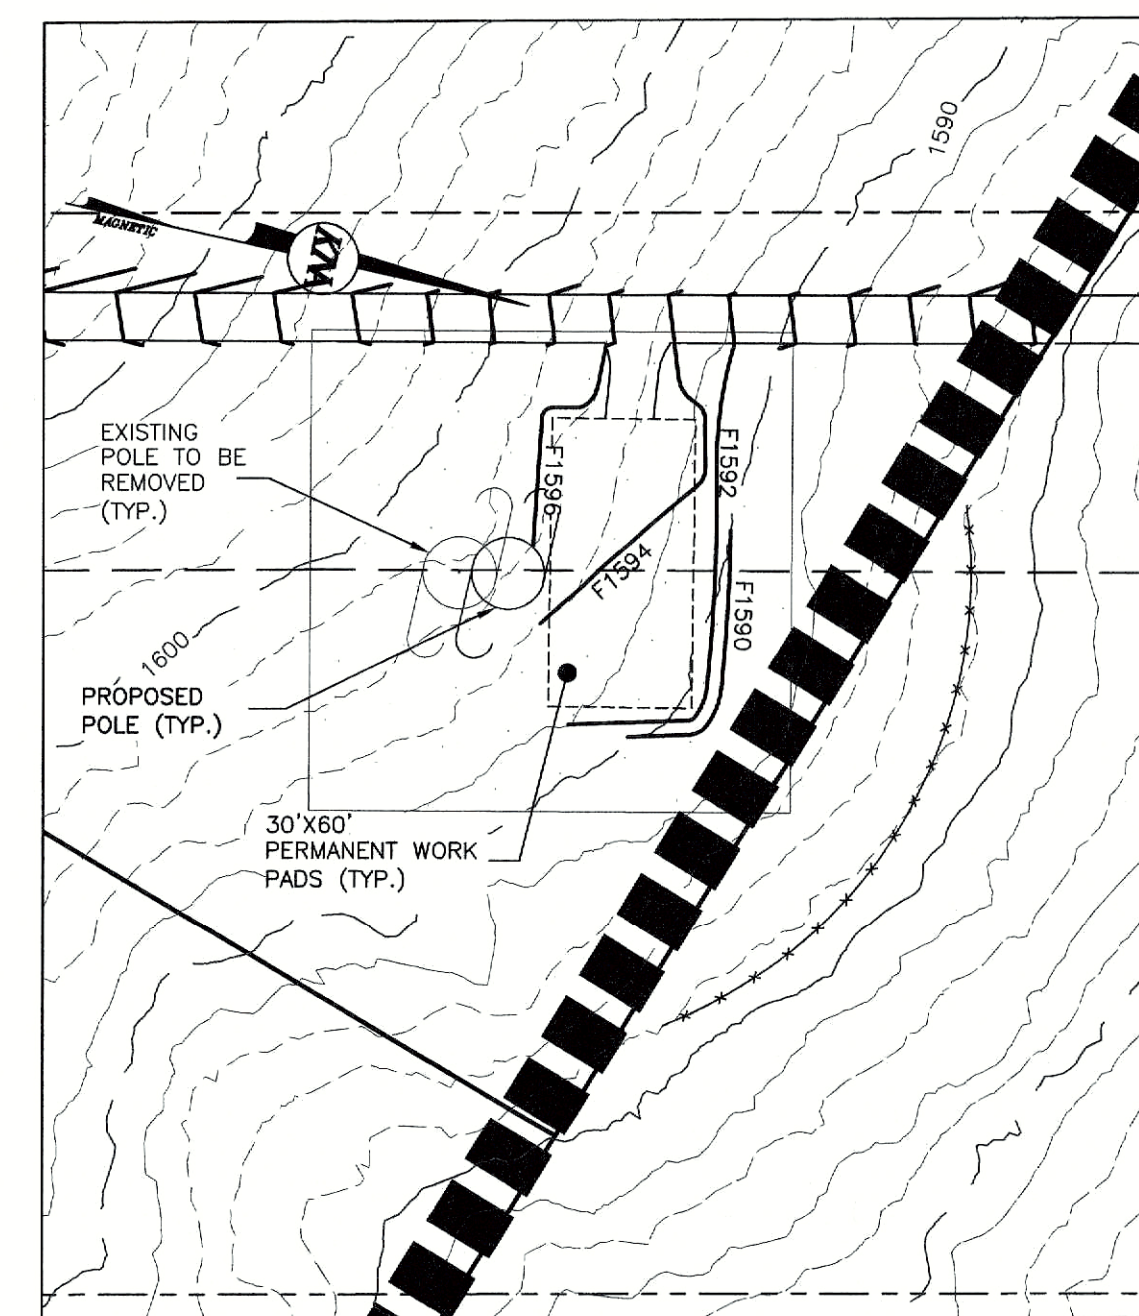 1590
MAGNETIC
KVA
EXISTING
POLE TO BE
REMOVED
(TYP.)
F1596
F1592
F1594
F1590
1600
PROPOSED
POLE (TYP.)
30'X60'
PERMANENT WORK
PADS (TYP.)